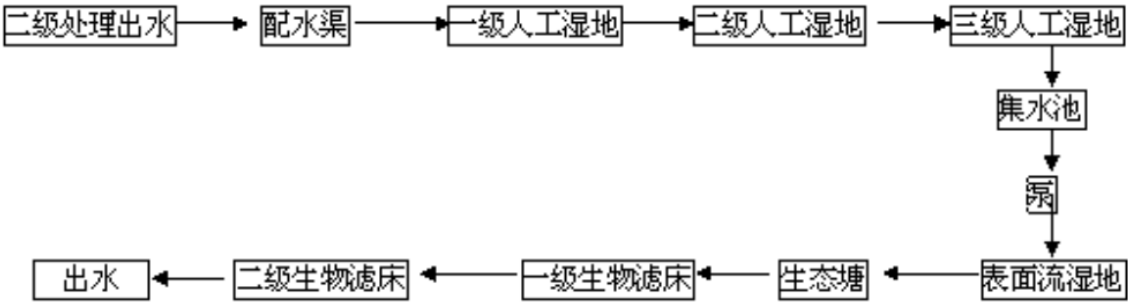 二级处理出水
配水渠
一级人工湿地
二级人工湿地
三级人工湿地
集水池
泵
表面流湿地
生态塘
一级生物滤床
二级生物滤床
出水